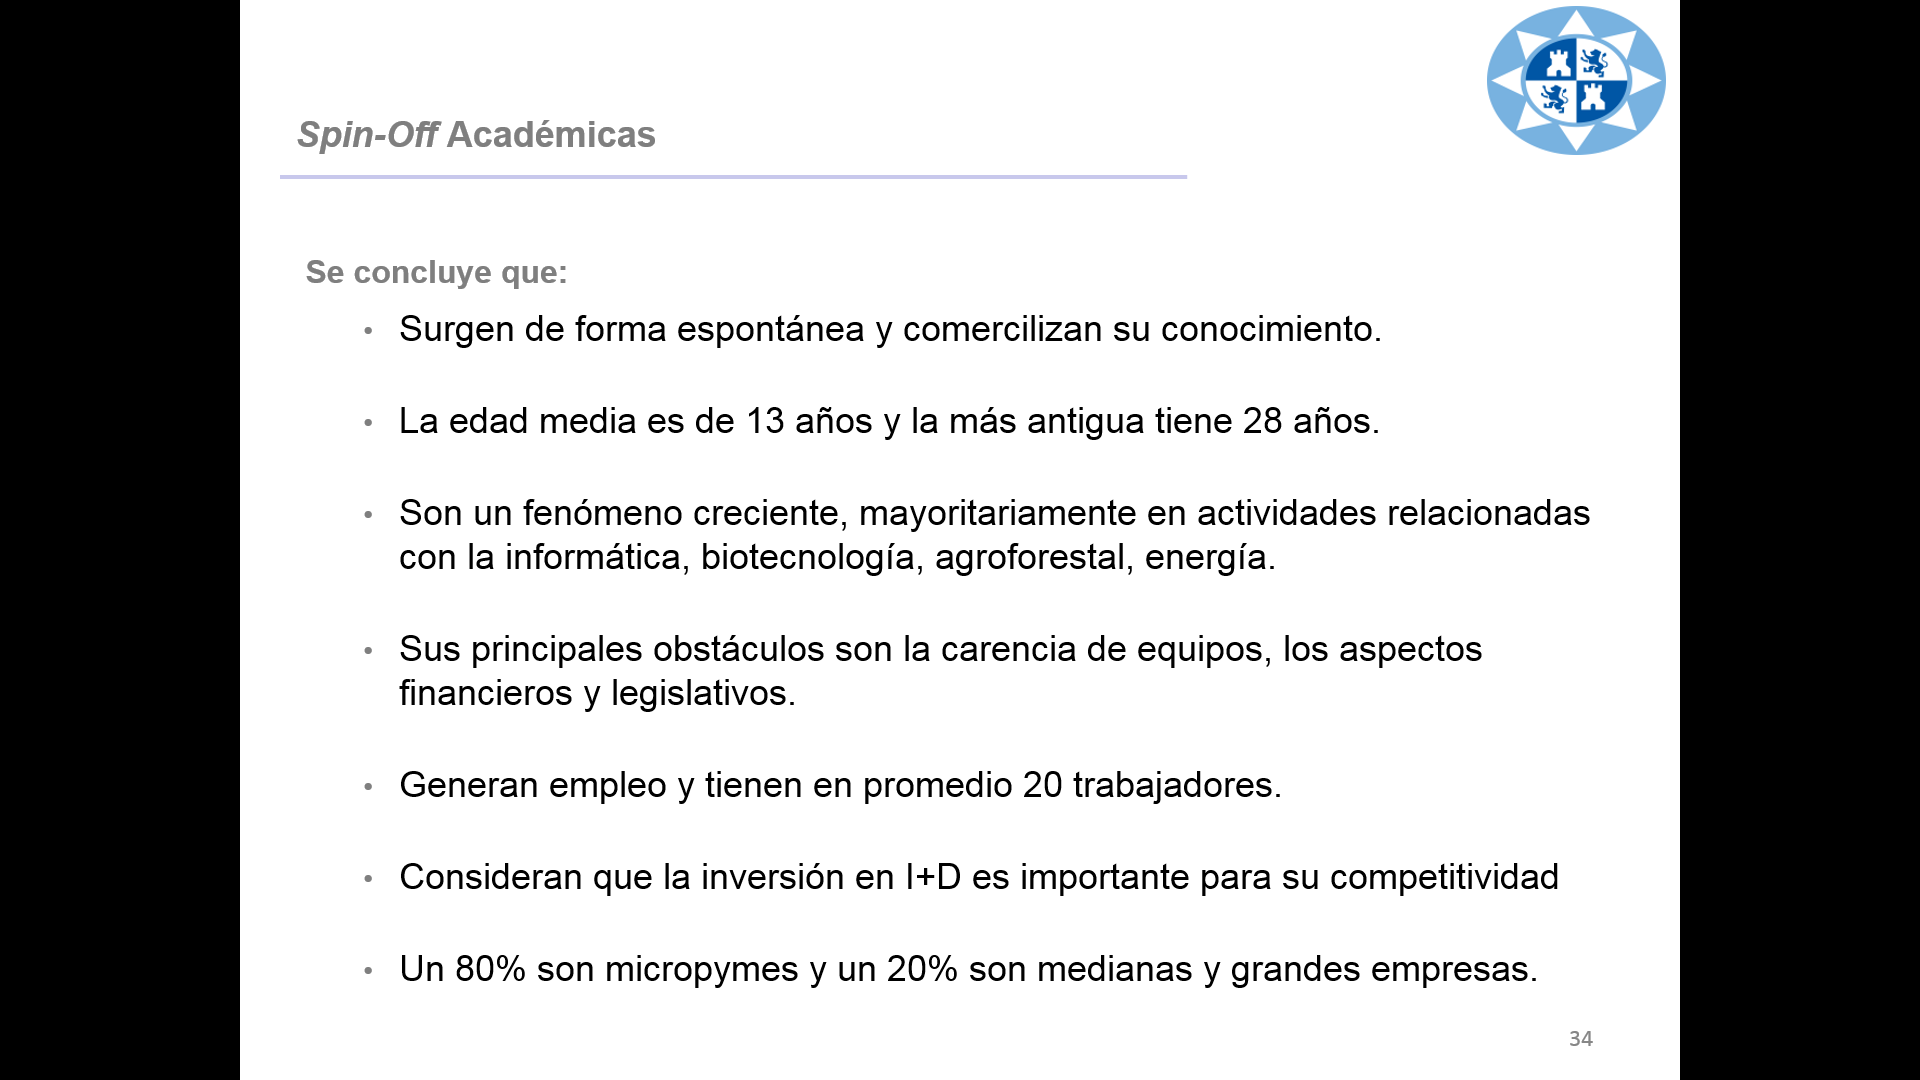 Spin-Off Académicas
Se concluye que:
• Surgen de forma espontánea y comercilizan su conocimiento.
• La edad media es de 13 años y la más antigua tiene 28 años.
• Son un fenómeno creciente, mayoritariamente en actividades relacionadas
con la informática, biotecnología, agroforestal, energía.
• Sus principales obstáculos son la carencia de equipos, los aspectos
financieros y legislativos.
• Generan empleo y tienen en promedio 20 trabajadores.
• Consideran que la inversión en I+D es importante para su competitividad
• Un 80% son micropymes y un 20% son medianas y grandes empresas.
34